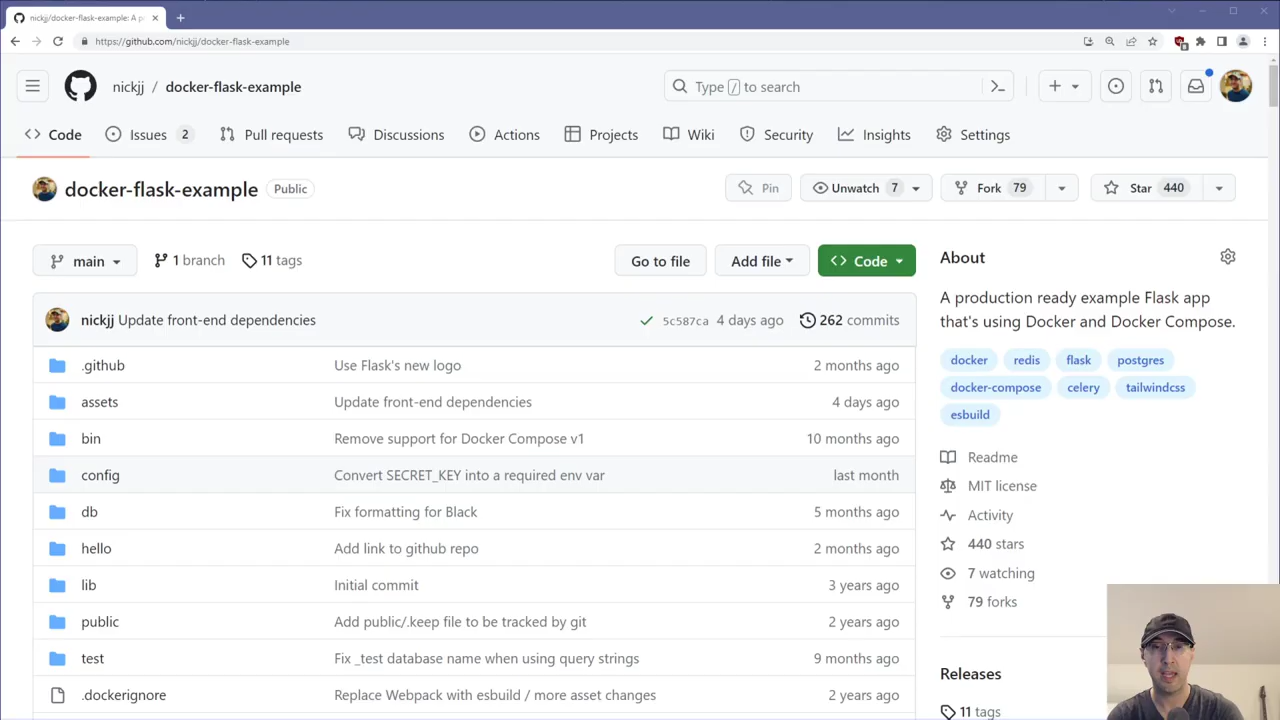 nickjj/docker-flask-example: A p
https://github.com/nickjj/docker-flask-example
nickjj / docker-flask-example
Type / to search
Code
Issues 2
Pull requests
Discussions
Actions
Projects
Wiki
Security
Insights
Settings
docker-flask-example Public
Pin
Unwatch 7
Fork 79
Star 440
main
1 branch
11 tags
Go to file
Add file
Code
nickjj Update front-end dependencies
5c587ca 4 days ago
262 commits
.github Use Flask's new logo 2 months ago
assets Update front-end dependencies 4 days ago
bin Remove support for Docker Compose v1 10 months ago
config Convert SECRET_KEY into a required env var last month
db Fix formatting for Black 5 months ago
hello Add link to github repo 2 months ago
lib Initial commit 3 years ago
public Add public/.keep file to be tracked by git 2 years ago
test Fix _test database name when using query strings 9 months ago
.dockerignore Replace Webpack with esbuild / more asset changes 2 years ago
About
A production ready example Flask app
that's using Docker and Docker Compose.
docker redis flask postgres
docker-compose celery tailwindcss
esbuild
Readme
MIT license
Activity
440 stars
7 watching
79 forks
Releases
11 tags